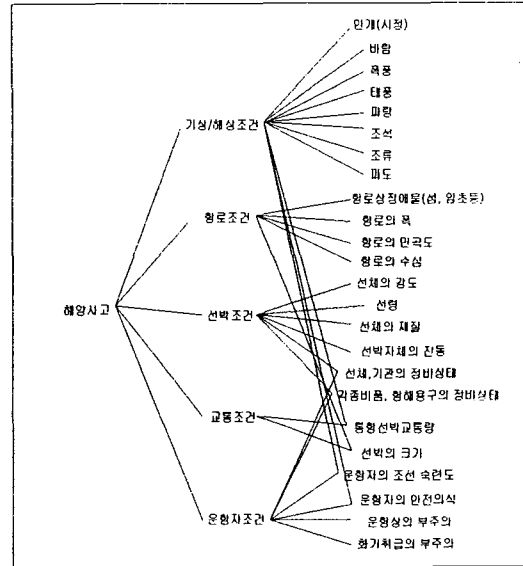 안개(시정)
바람
폭풍
태풍
파랑
조석
조류
파도
기상/해상조건
항로상장애물(섬, 암초등)
항로의 폭
항로의 만곡도
항로의 수심
항로조건
선체의 강도
선령
선체의 재질
선박자체의 진동
선체,기관의 정비상태
각종비품, 항해용구의 정비상태
해양사고
선박조건
통항선박교통량
선박의 크기
교통조건
운항자의 조선 숙련도
운항자의 안전의식
운항상의 부주의
화기취급의 부주의
운항자조건